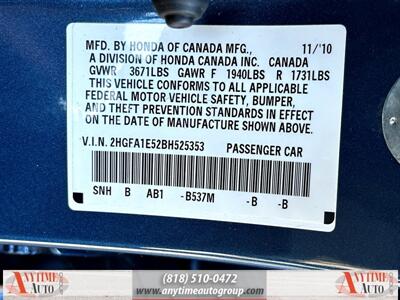 MFD. BY HONDA OF CANADA MFG., 11/'10
A DIVISION OF HONDA CANADA INC. CANADA
GVWR 3671LBS GAWR F 1940LBS R 1731LBS
THIS VEHICLE CONFORMS TO ALL APPLICABLE
FEDERAL MOTOR VEHICLE SAFETY, BUMPER,
AND THEFT PREVENTION STANDARDS IN EFFECT
ON THE DATE OF MANUFACTURE SHOWN ABOVE.
V.I.N. 2HGFA1E52BH525353 PASSENGER CAR
SNH B AB1 -B537M -B -B
ANYTIME AUTO (818) 510-0472 ANYTIME AUTO
www.anytimeautogroup.com